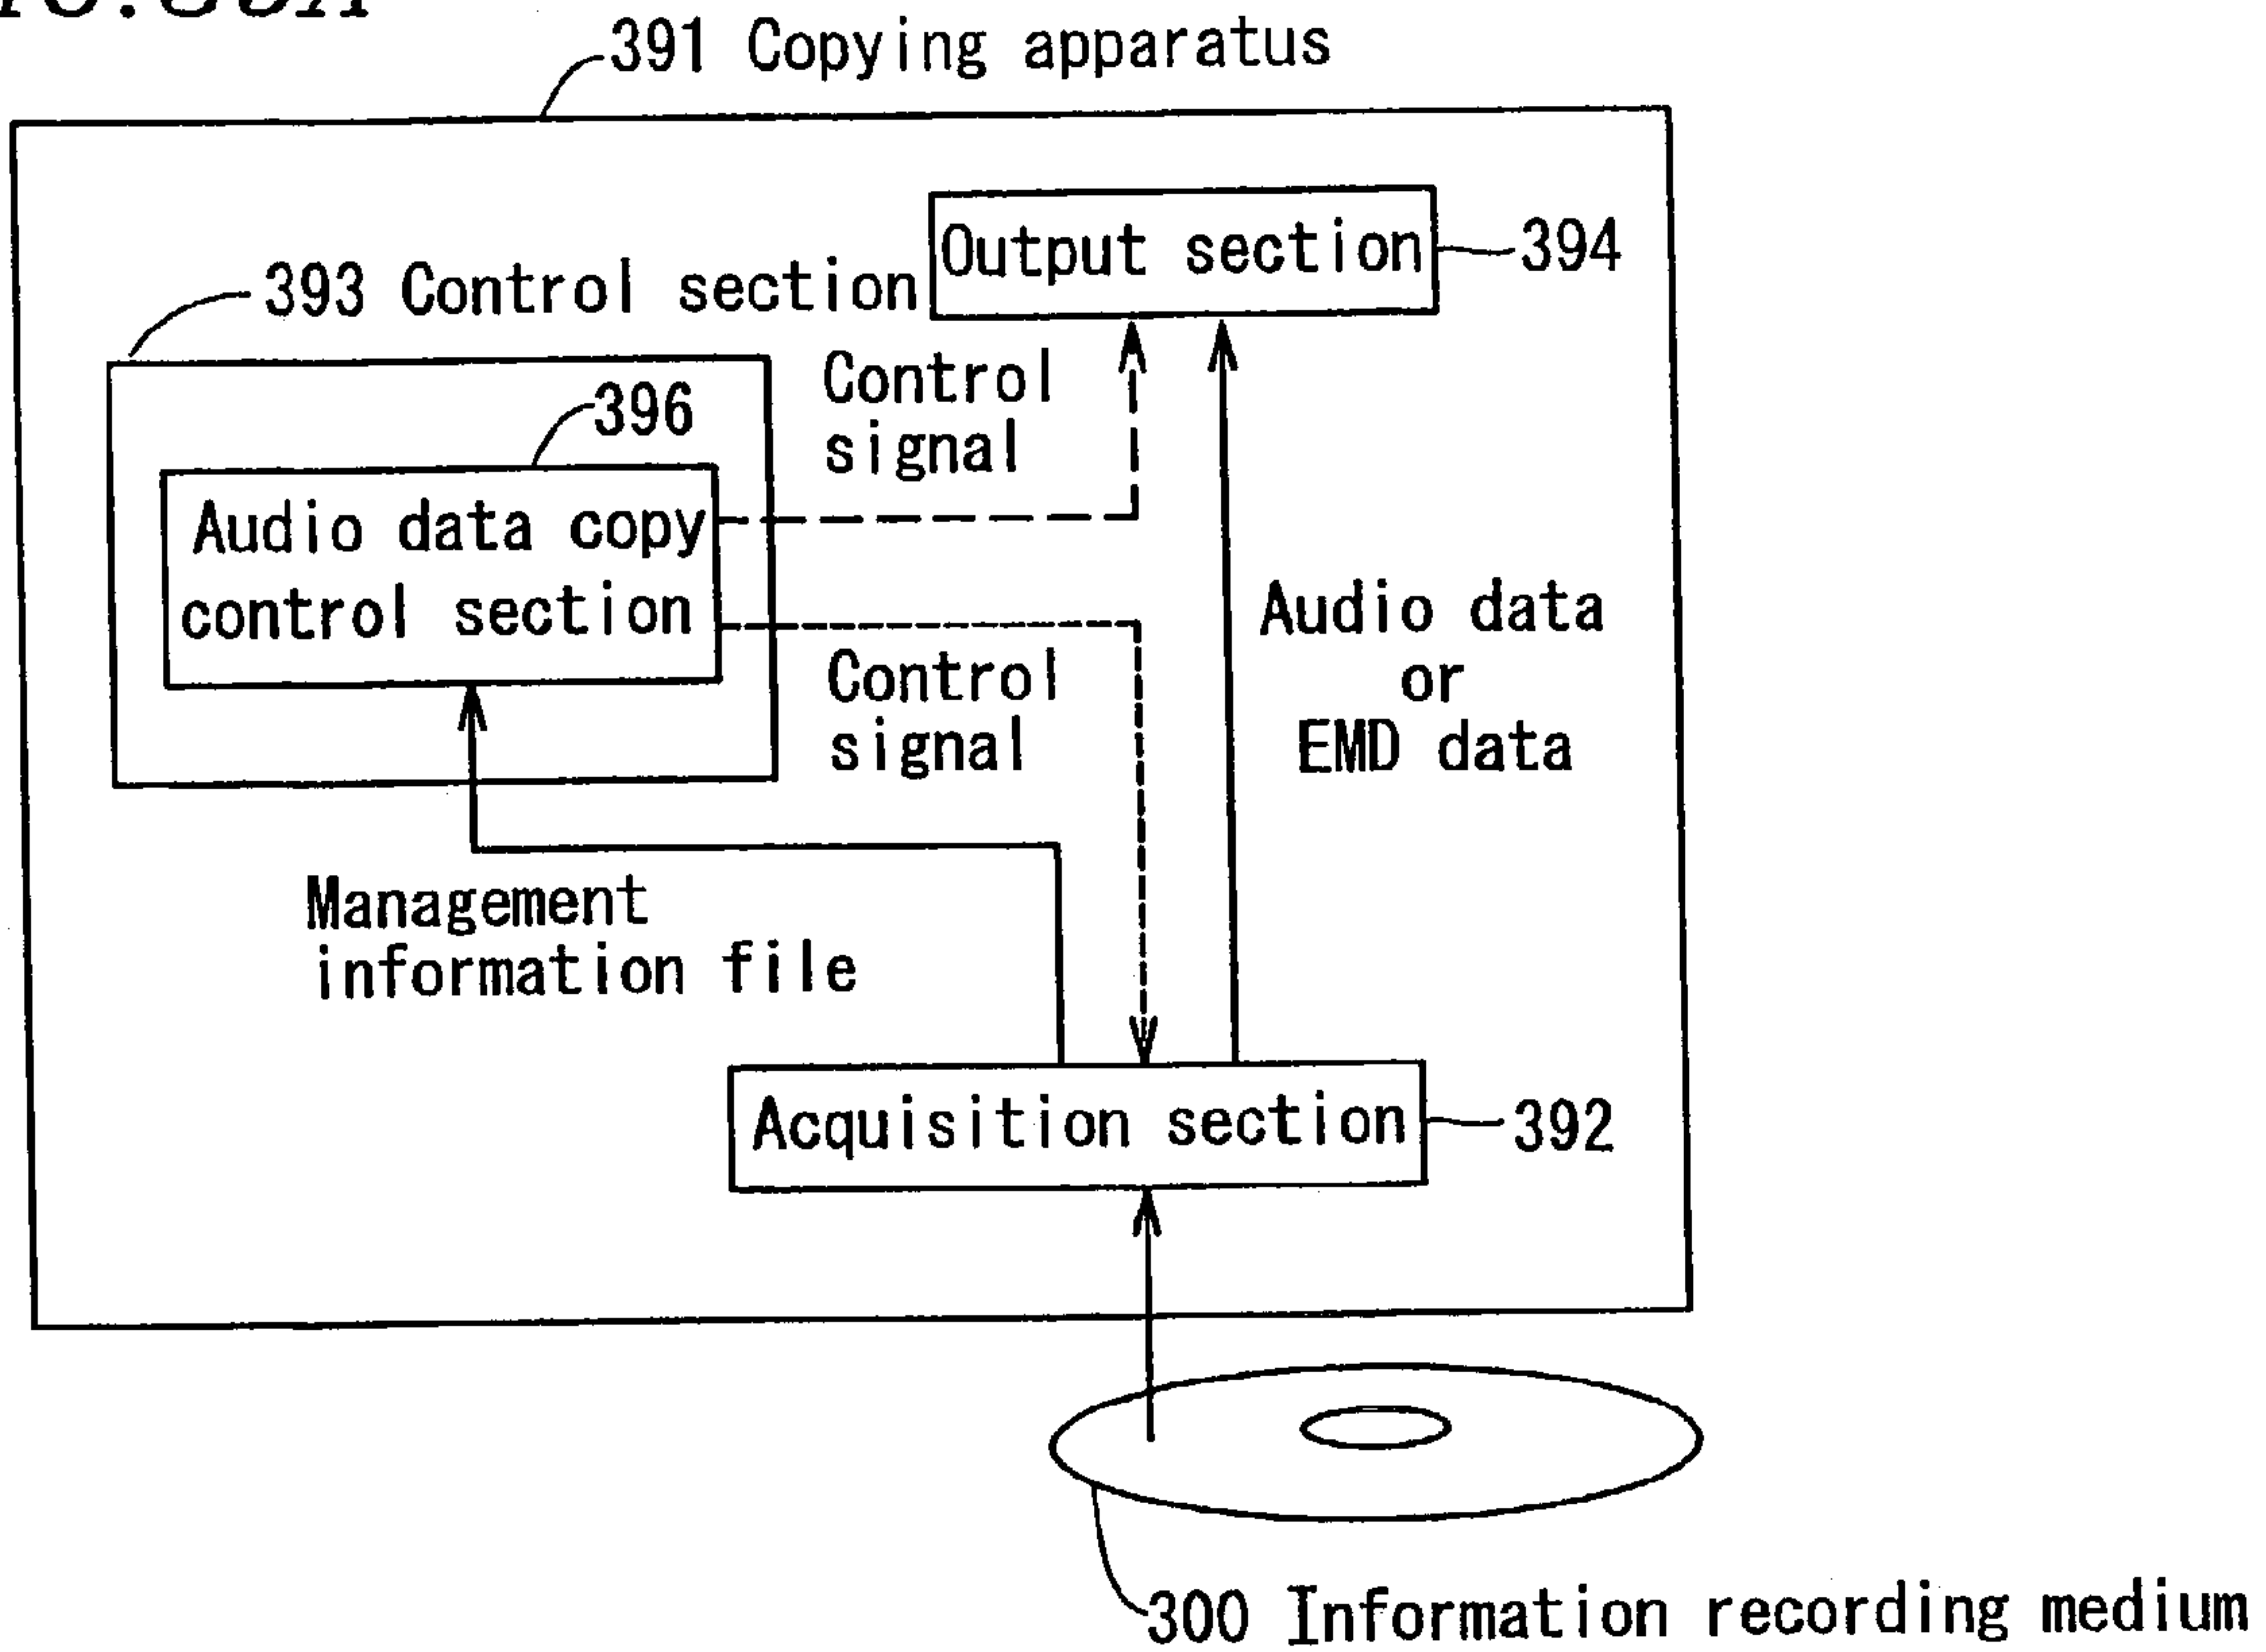 391 Copying apparatus
Output section
394
393 Control section
Control
signal
396
Audio data copy
control section
Audio data
or
EMD data
Control
signal
Management
information file
Acquisition section
392
300 Information recording medium